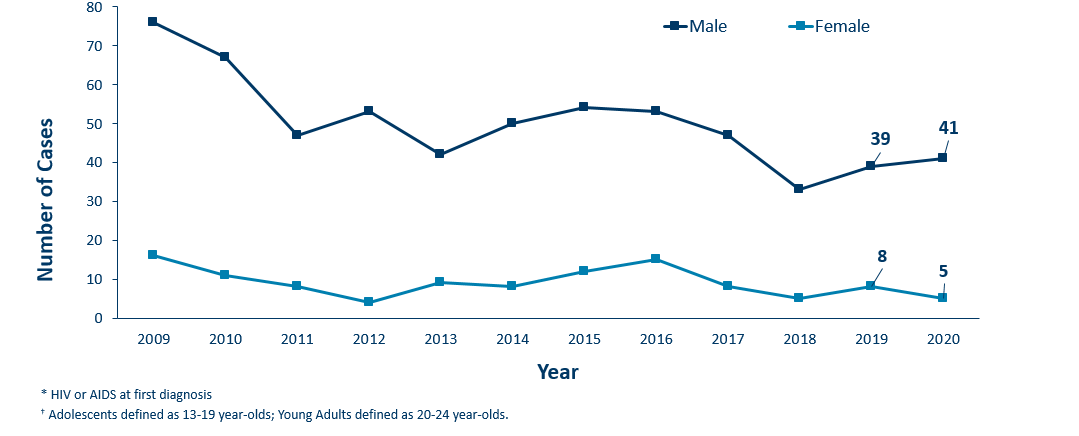 80
Male
Female
70
60
50
40
30
20
10
0
Number of Cases
39
41
8
5
2009 2010 2011 2012 2013 2014 2015 2016 2017 2018 2019 2020
Year
* HIV or AIDS at first diagnosis
† Adolescents defined as 13-19 year-olds; Young Adults defined as 20-24 year-olds.